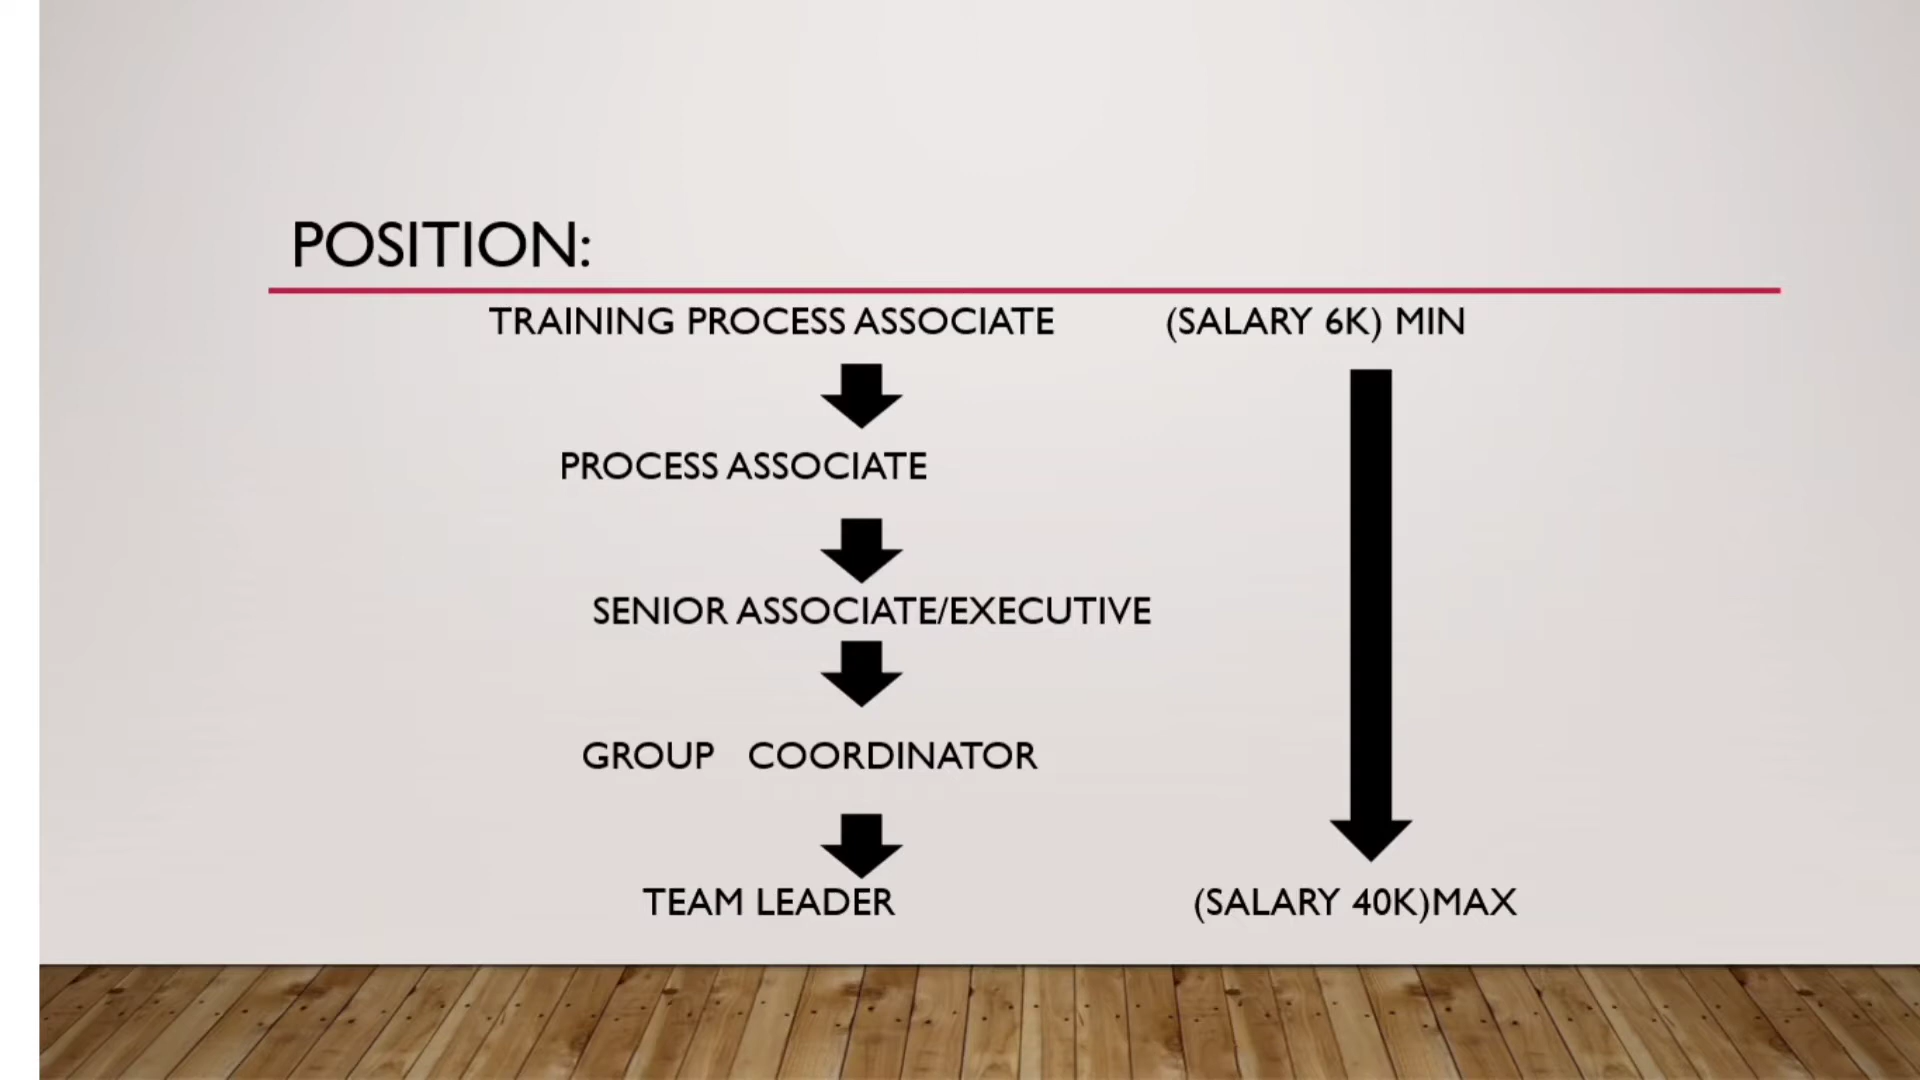 POSITION:
TRAINING PROCESS ASSOCIATE (SALARY 6K) MIN
PROCESS ASSOCIATE
SENIOR ASSOCIATE/EXECUTIVE
GROUP COORDINATOR
TEAM LEADER (SALARY 40K)MAX